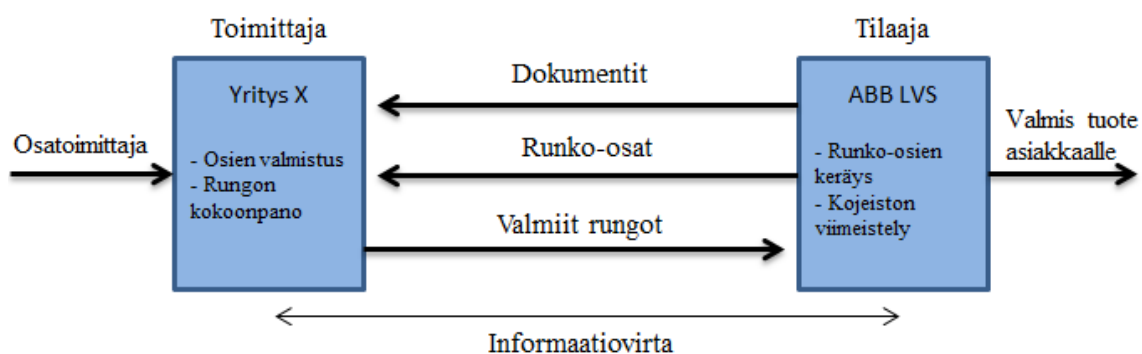 Toimittaja
Tilaaja
Yritys X
- Osien valmistus
- Rungon
kokoonpano
Osatoimittaja
Dokumentit
Runko-osat
Valmiit rungot
ABB LVS
- Runko-osien
keräys
- Kojeiston
viimeistely
Valmis tuote
asiakkaalle
Informaatiovirta